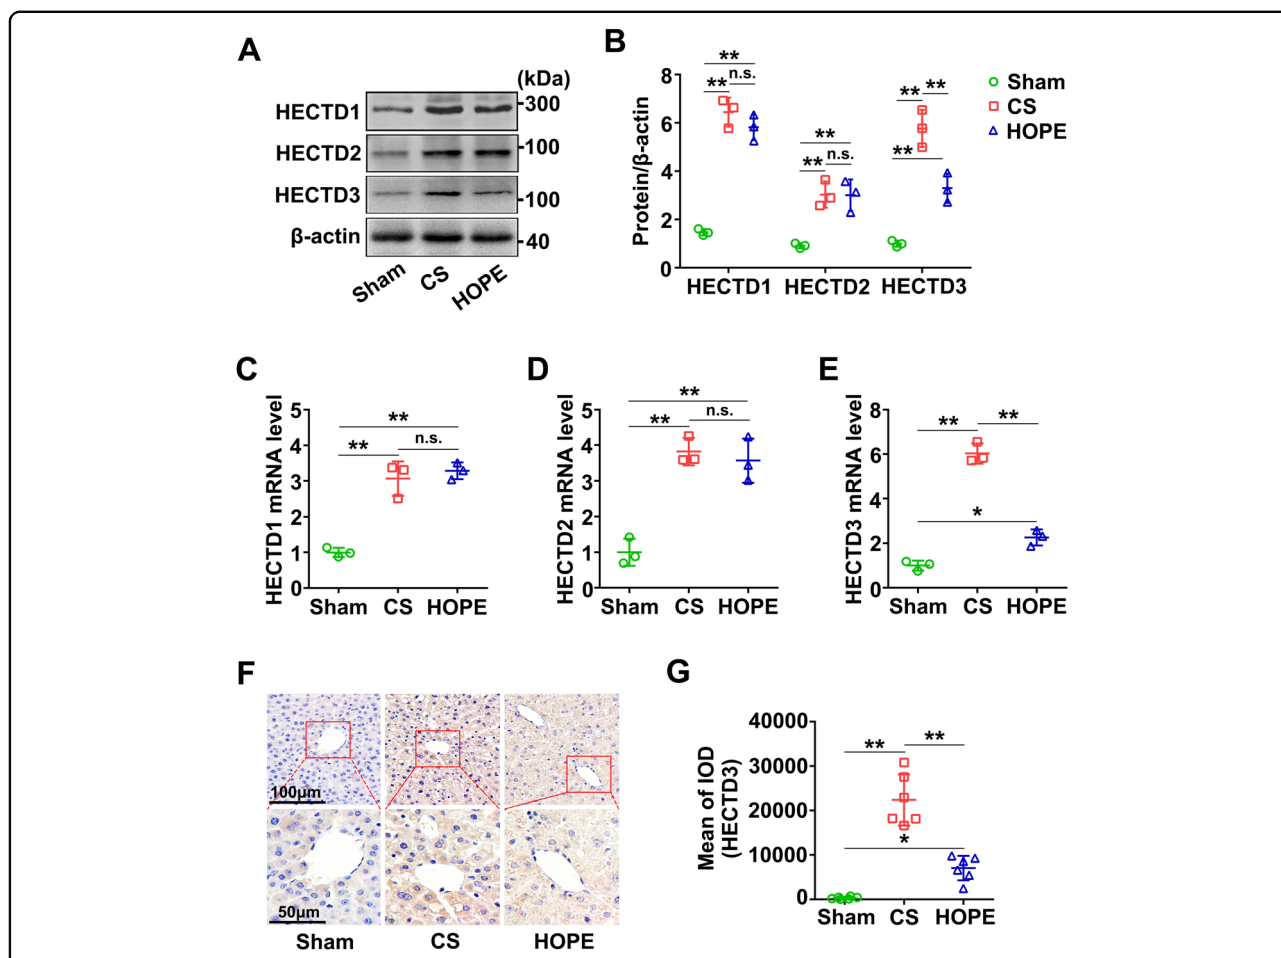 A
(kDa)
HECTD1
300
HECTD2
100
HECTD3
100
β-actin
40
Sham
CS
HOPE
B
Protein/β-actin
8
6
4
2
0
**
n.s.
**
**
n.s.
**
** **
**
HECTD1 HECTD2 HECTD3
Sham
CS
HOPE
C
HECTD1 mRNA level
5
4
3
2
1
0
**
n.s.
**
Sham CS HOPE
D
HECTD2 mRNA level
5
4
3
2
1
0
**
n.s.
**
Sham CS HOPE
E
HECTD3 mRNA level
8
6
4
2
0
** **
*
Sham CS HOPE
F
100μm
50μm
Sham CS HOPE
G
Mean of IOD
(HECTD3)
40000
30000
20000
10000
0
** **
*
Sham CS HOPE